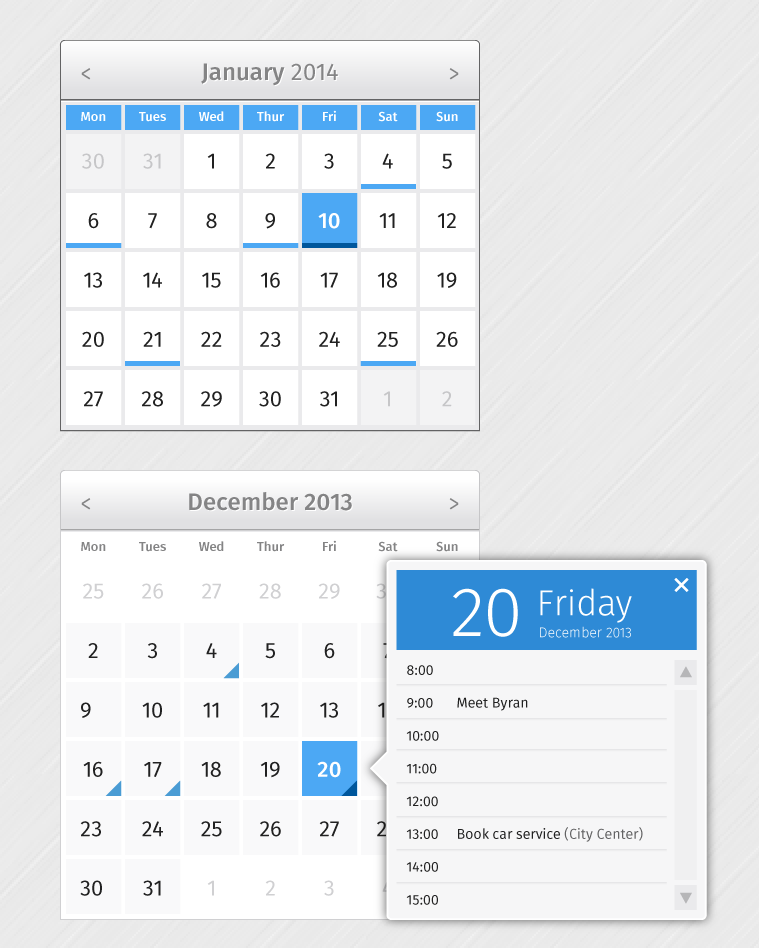 < January 2014 >
Mon Tues Wed Thur Fri Sat Sun
30 31 1 2 3 4 5
6 7 8 9 10 11 12
13 14 15 16 17 18 19
20 21 22 23 24 25 26
27 28 29 30 31 1 2
< December 2013 >
Mon Tues Wed Thur Fri Sat Sun
25 26 27 28 29
2 3 4 5 6
9 10 11 12 13
16 17 18 19 20
23 24 25 26 27
30 31 1 2 3
20 Friday
December 2013
8:00
9:00 Meet Byran
10:00
11:00
12:00
13:00 Book car service (City Center)
14:00
15:00